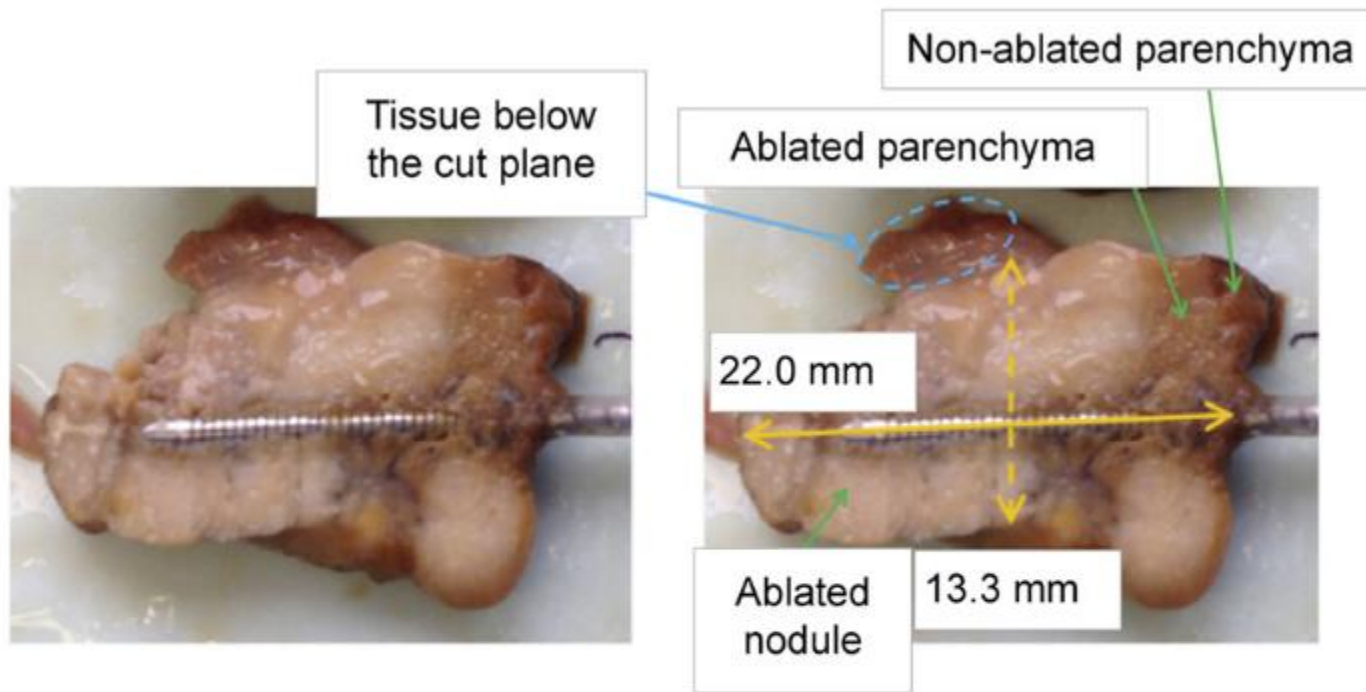 Non-ablated parenchyma
Tissue below
the cut plane
Ablated parenchyma
22.0 mm
Ablated
nodule
13.3 mm